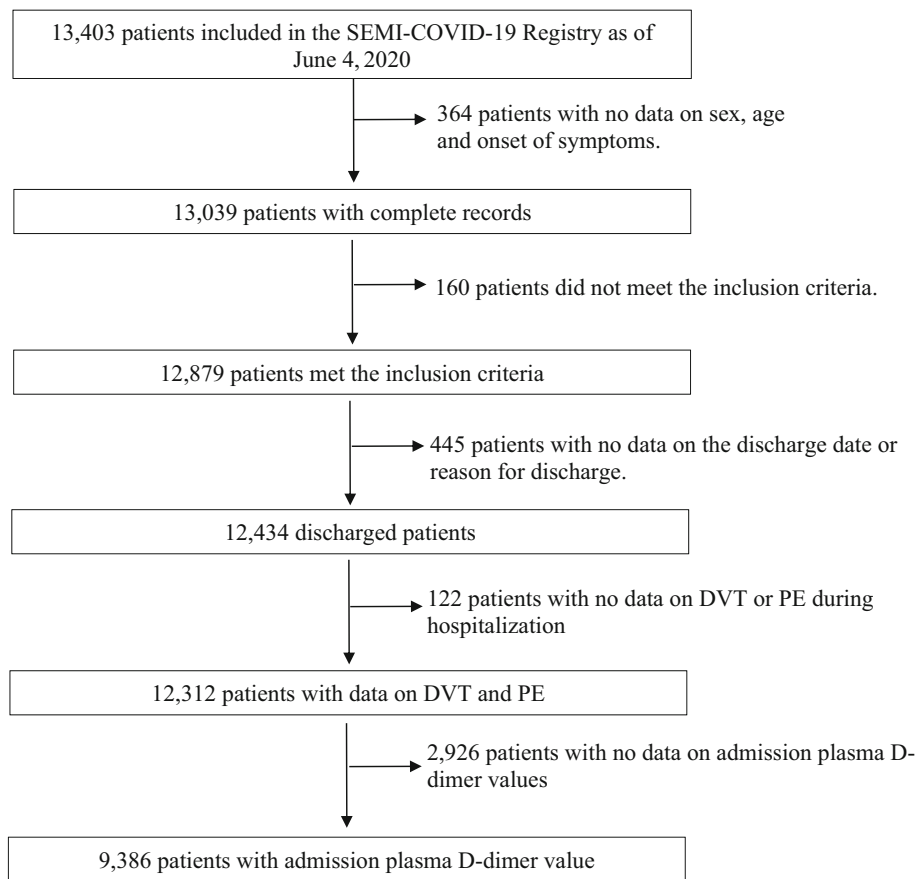 13,403 patients included in the SEMI-COVID-19 Registry as of
June 4, 2020
364 patients with no data on sex, age
and onset of symptoms.
13,039 patients with complete records
160 patients did not meet the inclusion criteria.
12,879 patients met the inclusion criteria
445 patients with no data on the discharge date or
reason for discharge.
12,434 discharged patients
122 patients with no data on DVT or PE during
hospitalization
12,312 patients with data on DVT and PE
2,926 patients with no data on admission plasma D-
dimer values
9,386 patients with admission plasma D-dimer value